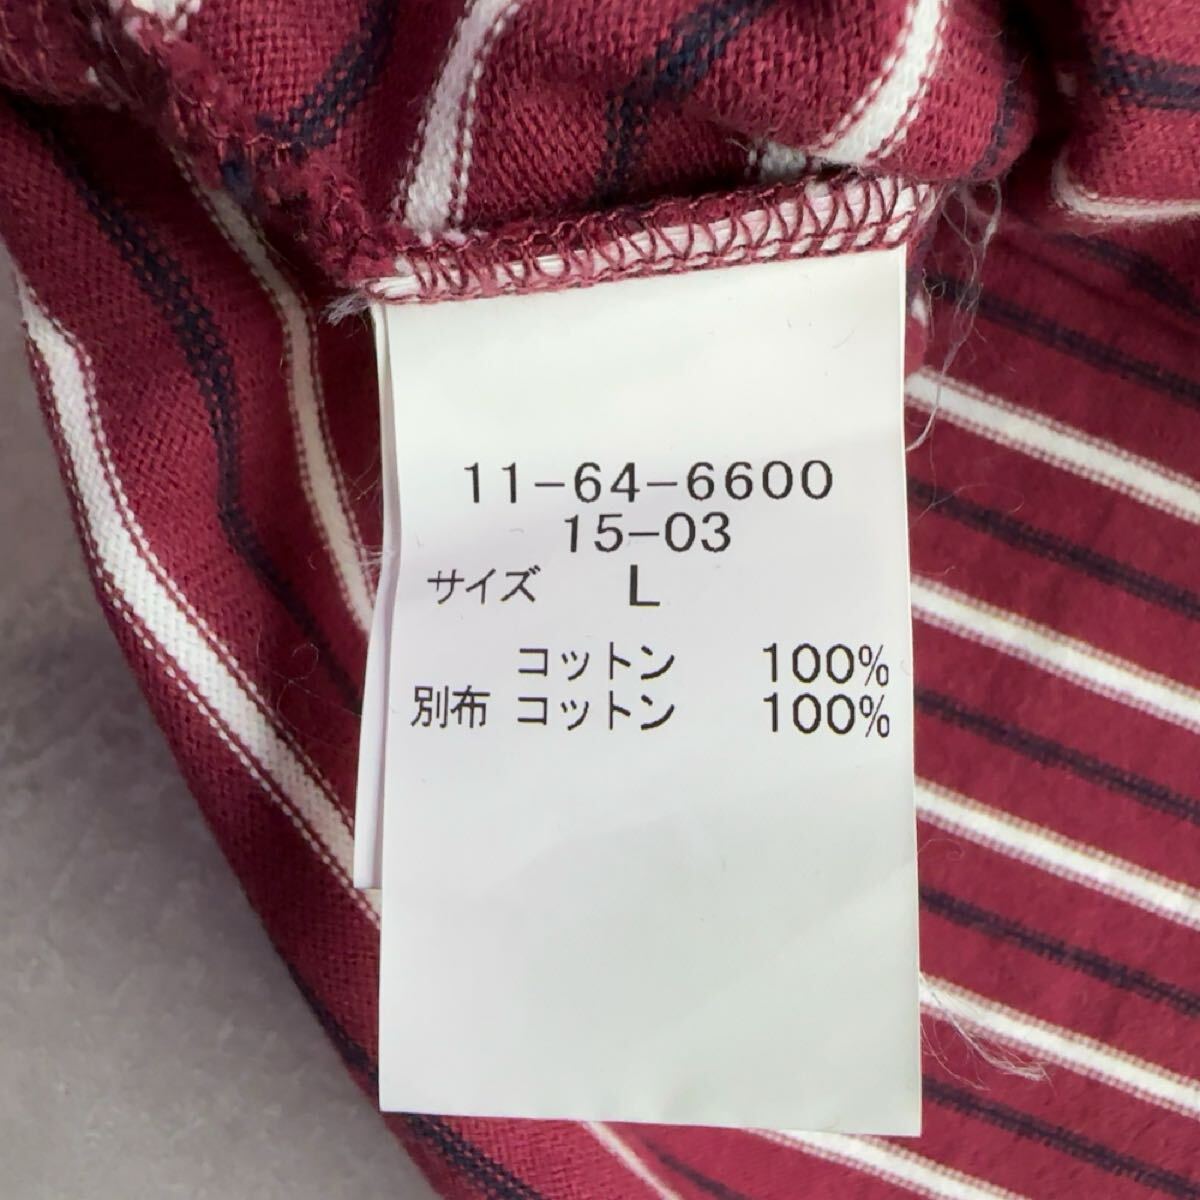 11-64-6600
15-03
サイズ L
コットン 100%
別布 コットン 100%